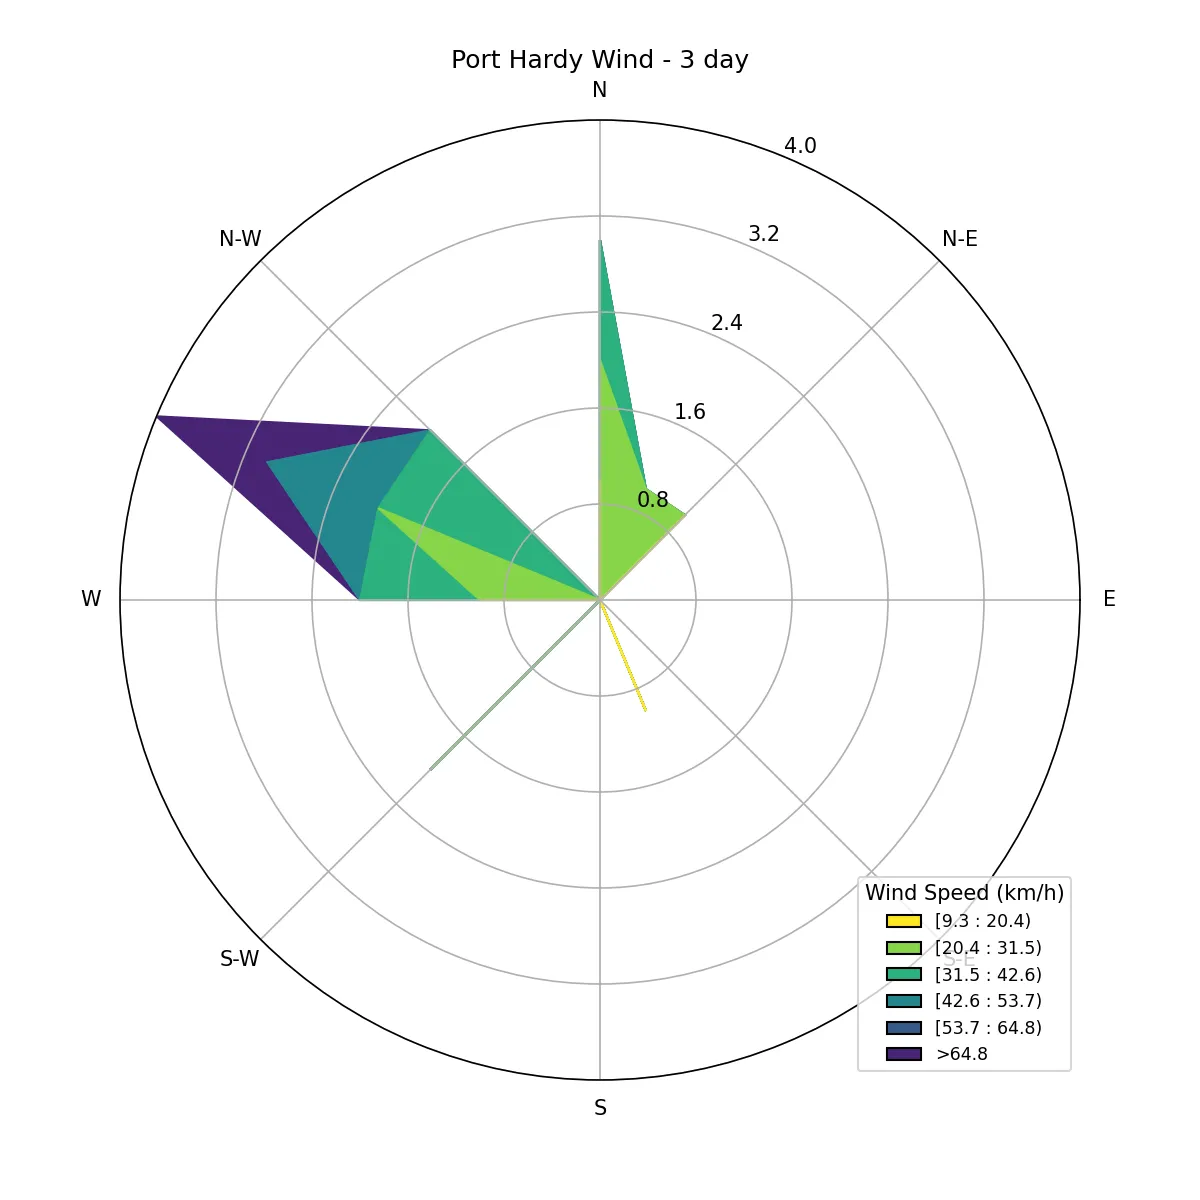 Port Hardy Wind - 3 day
N
4.0
N-W
3.2
N-E
2.4
1.6
0.8
W
E
Wind Speed (km/h)
[9.3 : 20.4)
[20.4 : 31.5)
S-W
S-E
[31.5 : 42.6)
[42.6 : 53.7)
[53.7 : 64.8)
>64.8
S